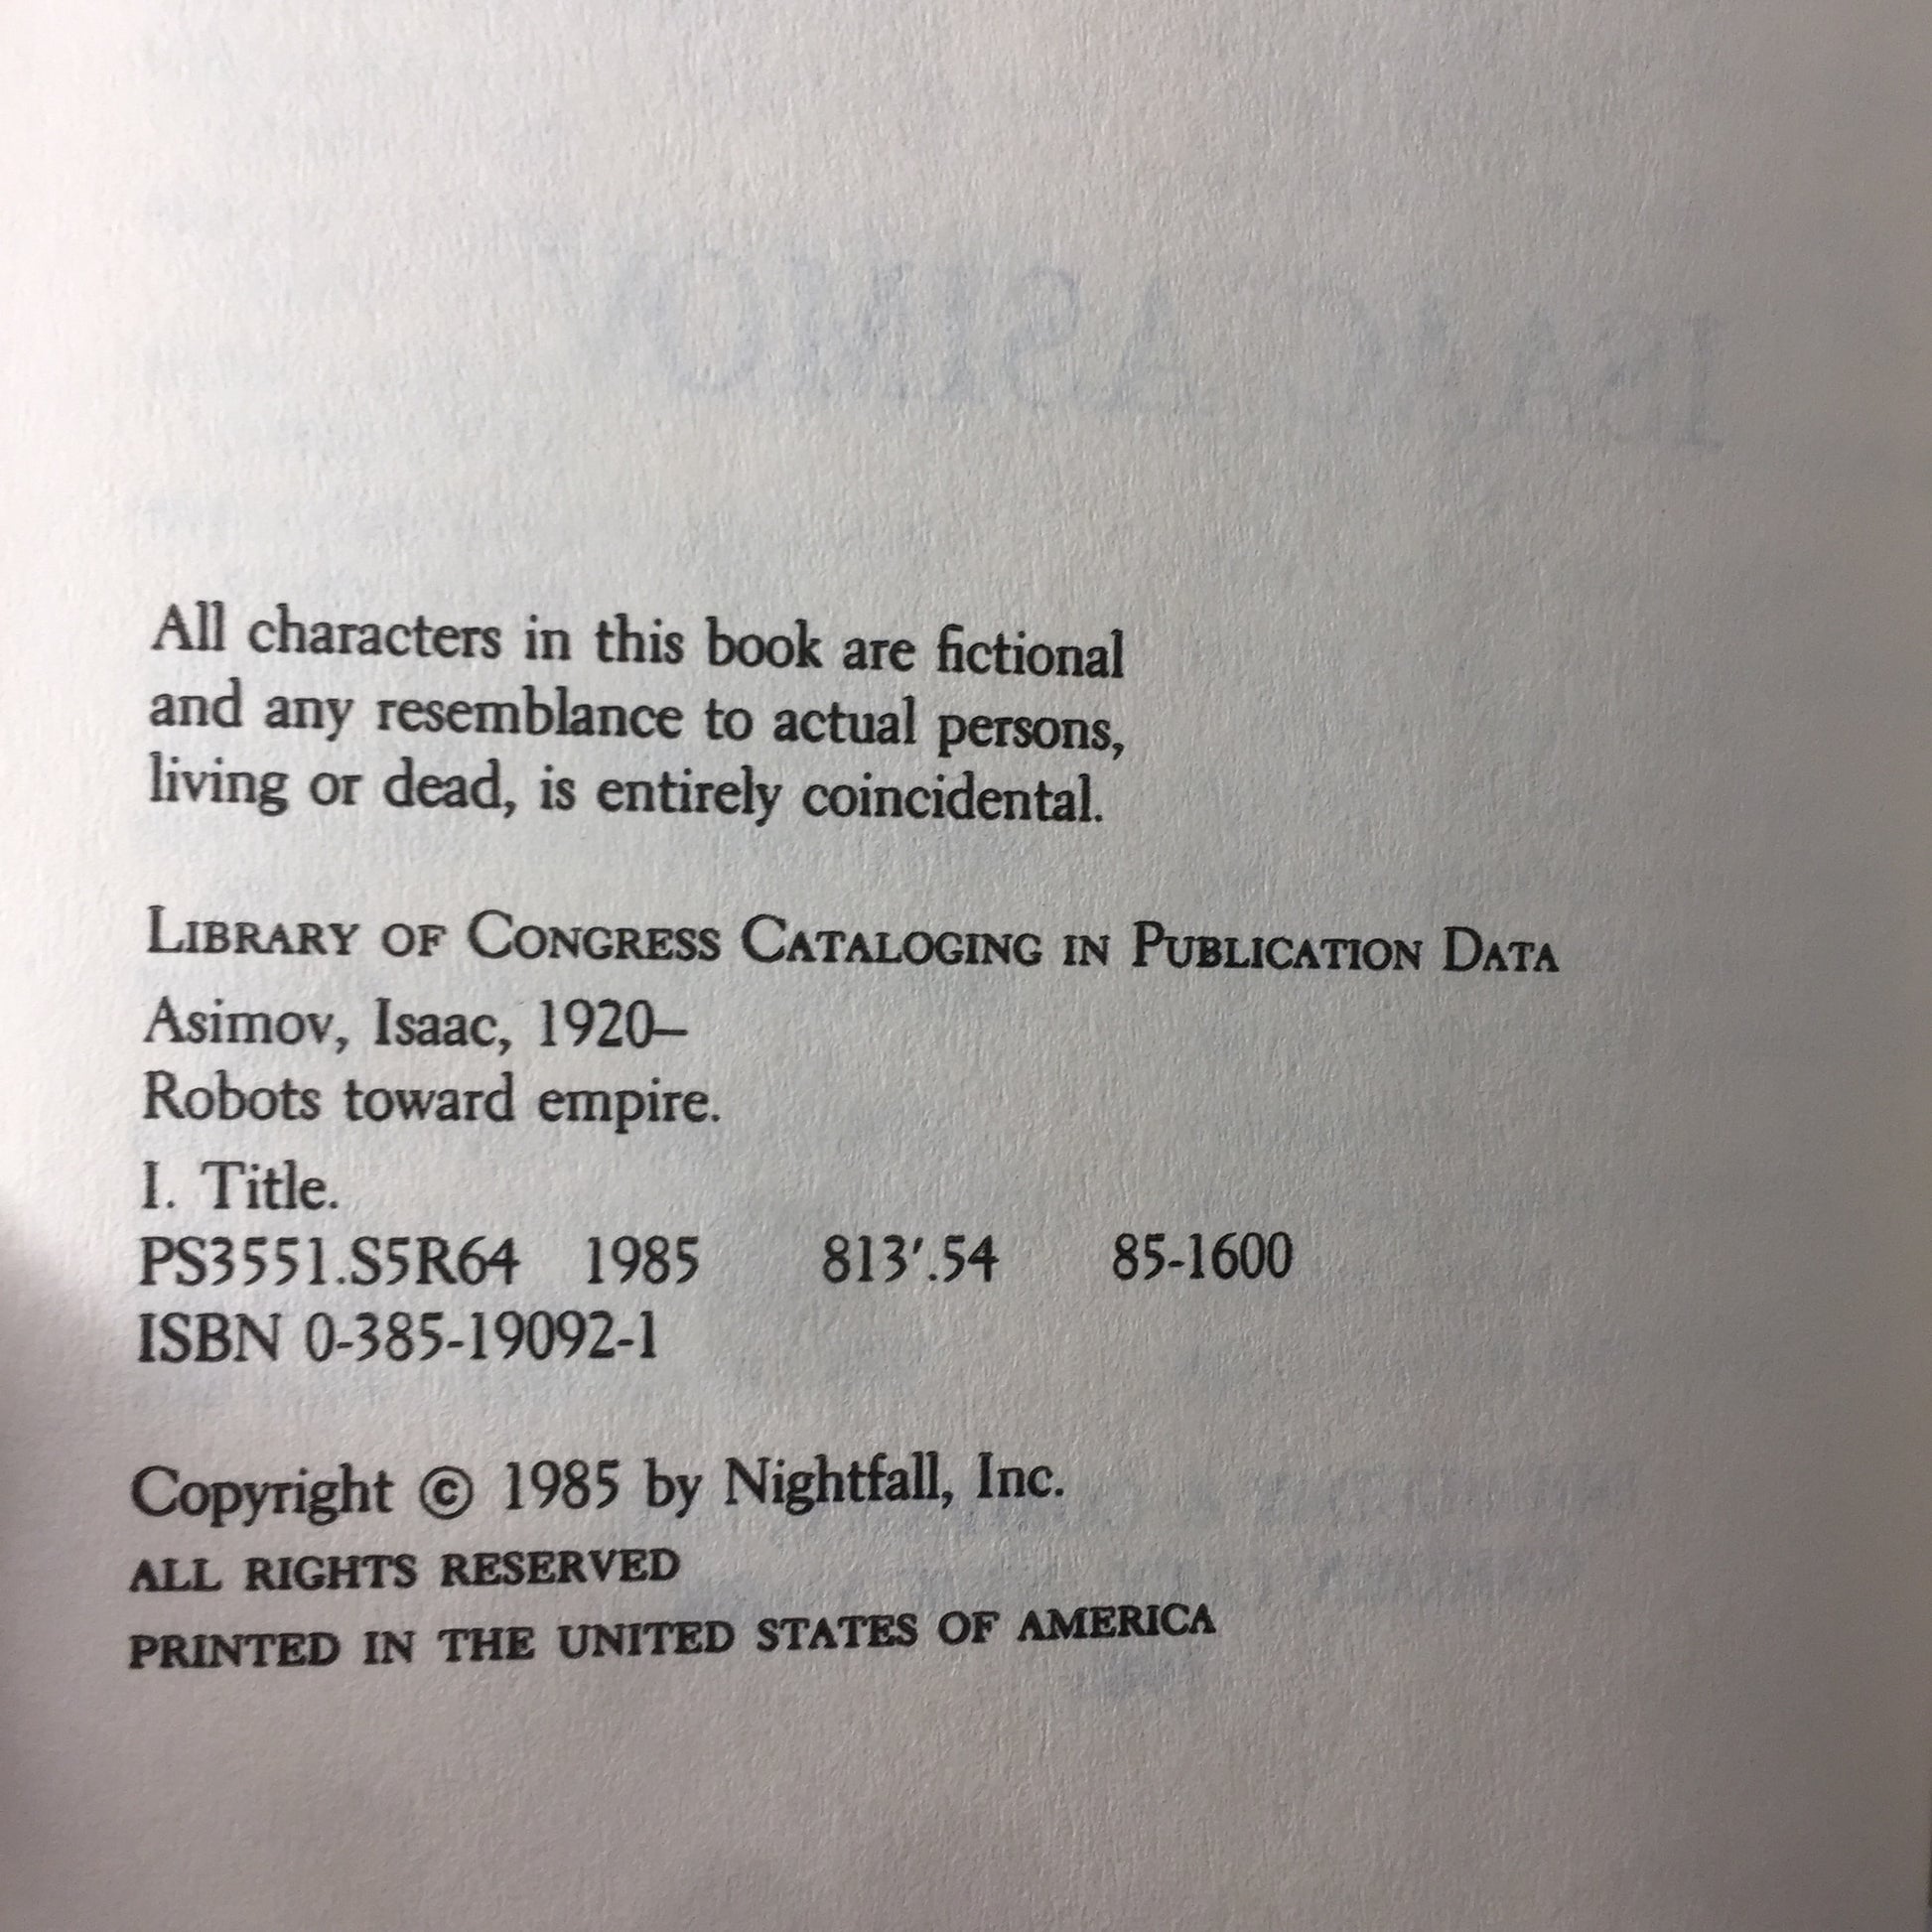 ISAAC ASIMOV
All characters in this book are fictional
and any resemblance to actual persons,
living or dead, is entirely coincidental.
LIBRARY OF CONGRESS CATALOGING IN PUBLICATION DATA
Asimov, Isaac, 1920–
Robots toward empire.
I. Title.
PS3551.S5R64 1985 813′.54 85-1600
ISBN 0-385-19092-1
Copyright © 1985 by Nightfall, Inc.
ALL RIGHTS RESERVED
PRINTED IN THE UNITED STATES OF AMERICA